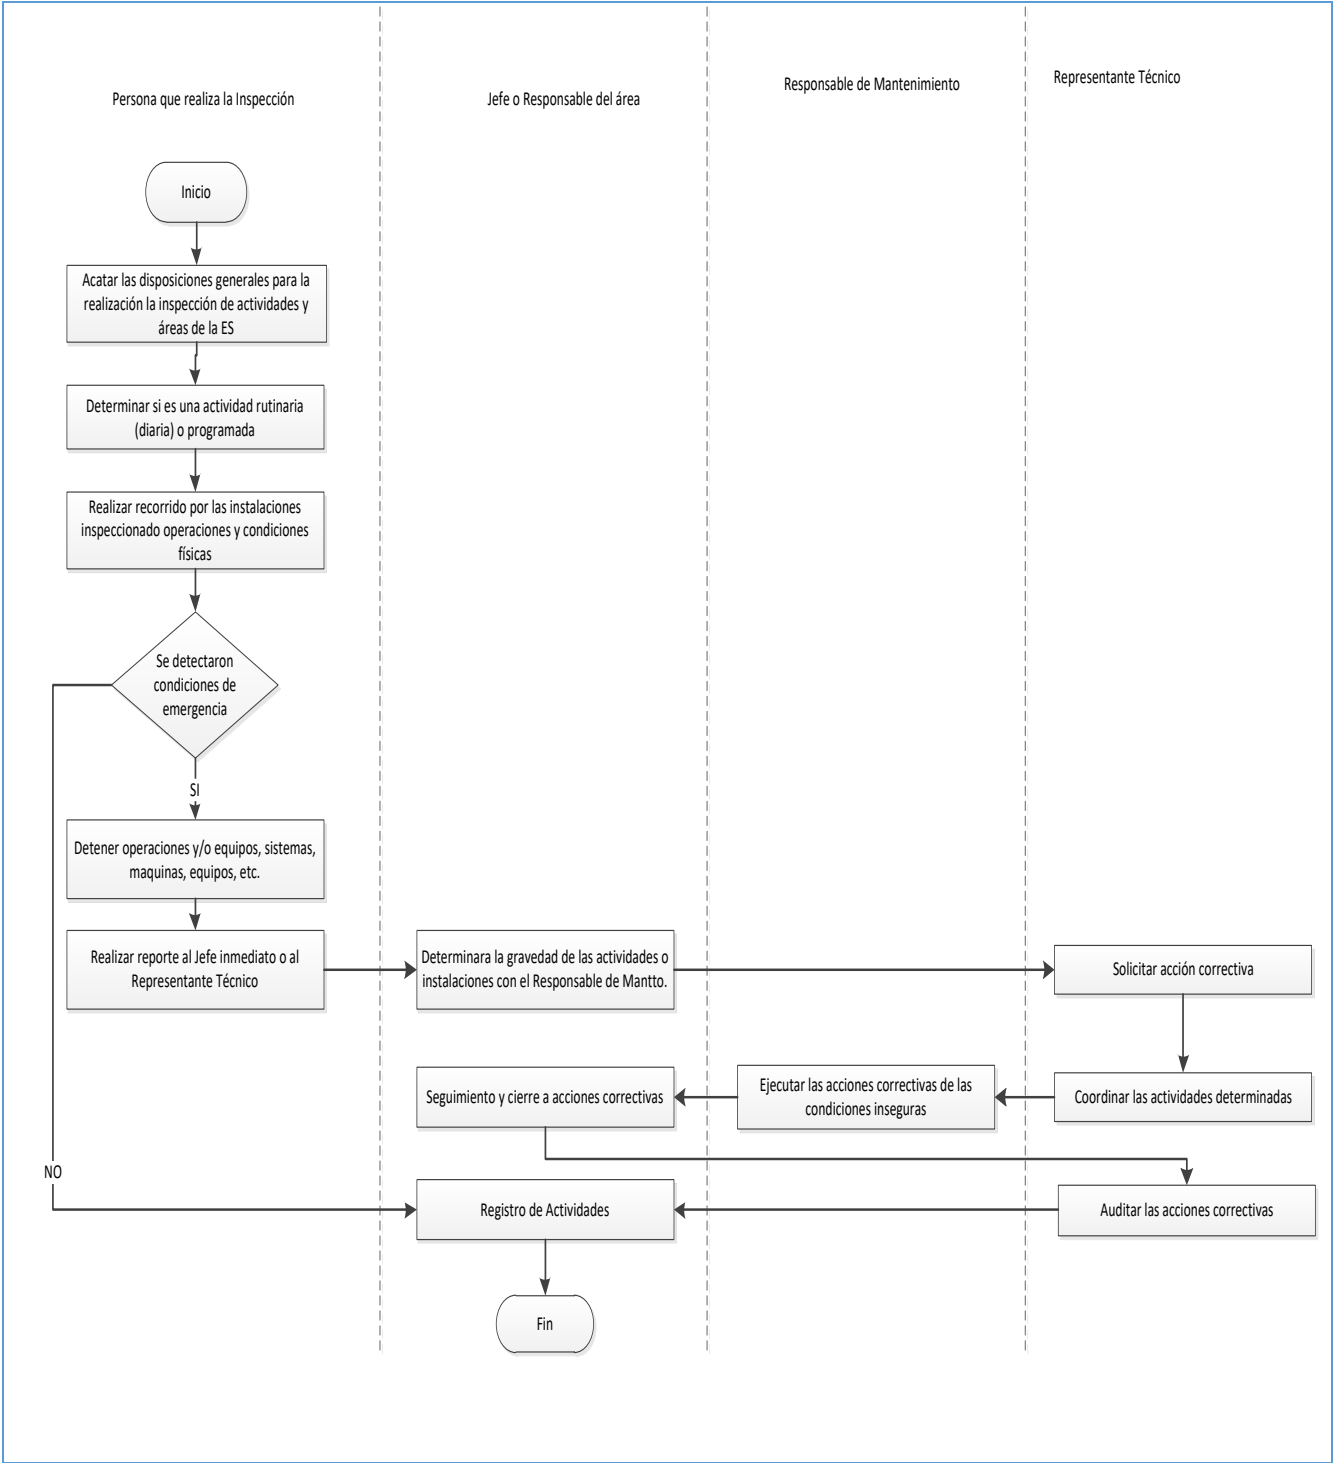 Persona que realiza la Inspección
Jefe o Responsable del área
Responsable de Mantenimiento
Representante Técnico
Inicio
Acatar las disposiciones generales para la
realización la inspección de actividades y
áreas de la ES
Determinar si es una actividad rutinaria
(diaria) o programada
Realizar recorrido por las instalaciones
inspeccionado operaciones y condiciones
físicas
Se detectaron
condiciones de
emergencia
SI
Detener operaciones y/o equipos, sistemas,
maquinas, equipos, etc.
Realizar reporte al Jefe inmediato o al
Representante Técnico
Determinara la gravedad de las actividades o
instalaciones con el Responsable de Mantto.
Solicitar acción correctiva
Seguimiento y cierre a acciones correctivas
Ejecutar las acciones correctivas de las
condiciones inseguras
Coordinar las actividades determinadas
NO
Registro de Actividades
Auditar las acciones correctivas
Fin